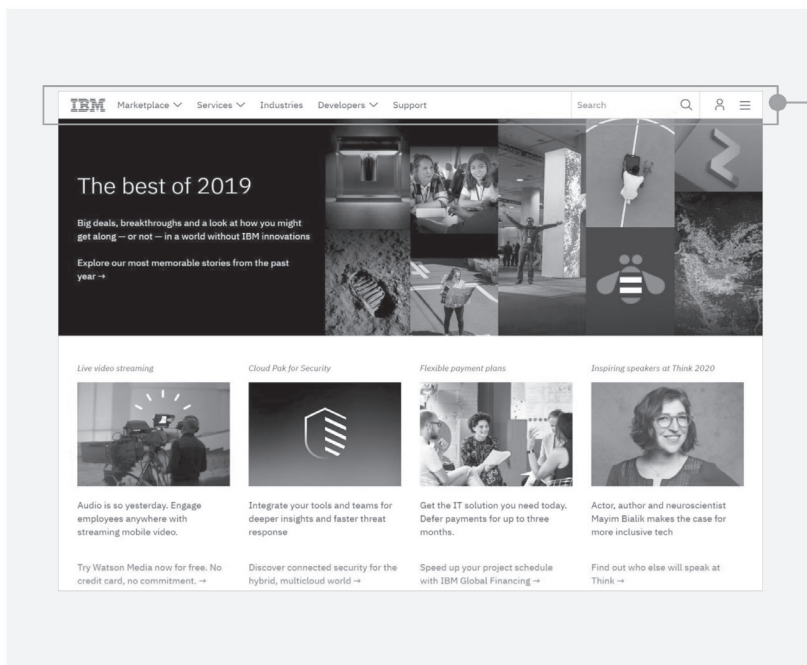 IBM Marketplace Services Industries Developers Support Search
The best of 2019
Big deals, breakthroughs and a look at how you might
get along — or not — in a world without IBM innovations
Explore our most memorable stories from the past
year →
Live video streaming
Audio is so yesterday. Engage
employees anywhere with
streaming mobile video.
Try Watson Media now for free. No
credit card, no commitment. →
Cloud Pak for Security
Integrate your tools and teams for
deeper insights and faster threat
response
Discover connected security for the
hybrid, multicloud world →
Flexible payment plans
Get the IT solution you need today.
Defer payments for up to three
months.
Speed up your project schedule
with IBM Global Financing →
Inspiring speakers at Think 2020
Actor, author and neuroscientist
Mayim Bialik makes the case for
more inclusive tech
Find out who else will speak at
Think →